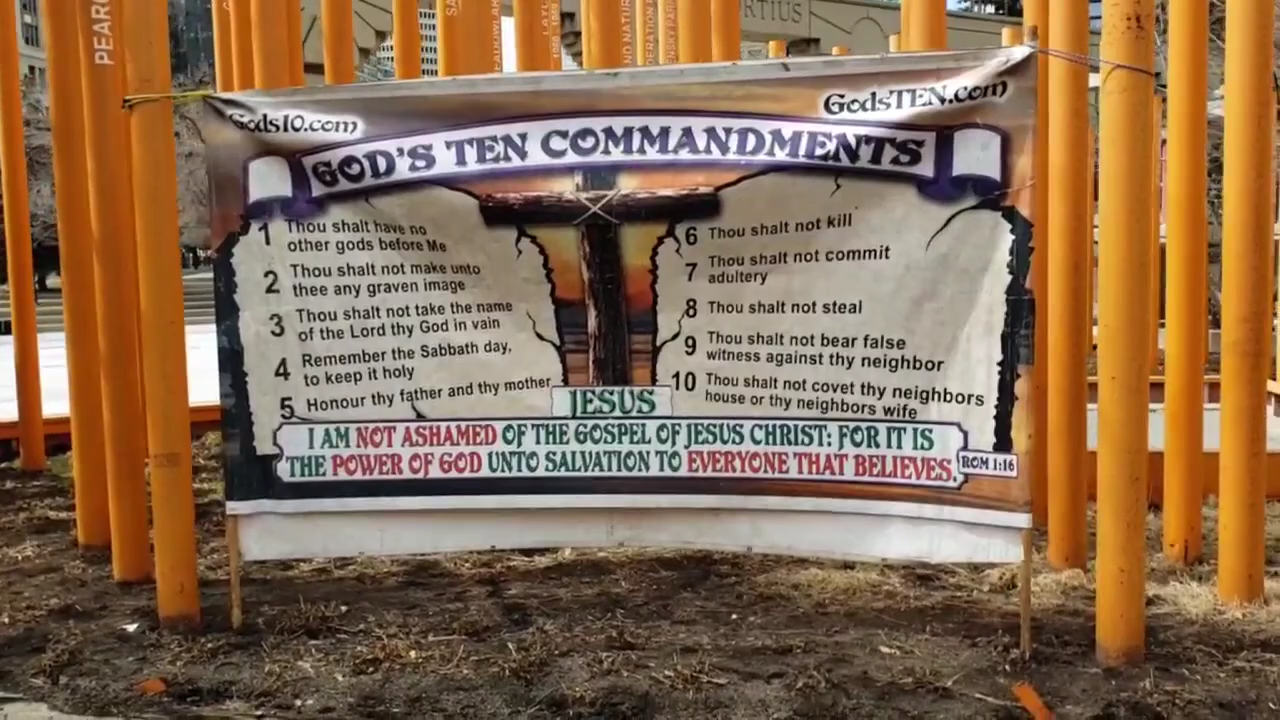 PEARC
ORTIUS
Gods10.com
GodsTEN.com
GOD'S TEN COMMANDMENTS
1 Thou shalt have no
other gods before Me
2 Thou shalt not make unto
thee any graven image
3 Thou shalt not take the name
of the Lord thy God in vain
4 Remember the Sabbath day,
to keep it holy
5 Honour thy father and thy mother
6 Thou shalt not kill
7 Thou shalt not commit
adultery
8 Thou shalt not steal
9 Thou shalt not bear false
witness against thy neighbor
10 Thou shalt not covet thy neighbors
house or thy neighbors wife
JESUS
I AM NOT ASHAMED OF THE GOSPEL OF JESUS CHRIST: FOR IT IS
THE POWER OF GOD UNTO SALVATION TO EVERYONE THAT BELIEVES.
ROM 1:16